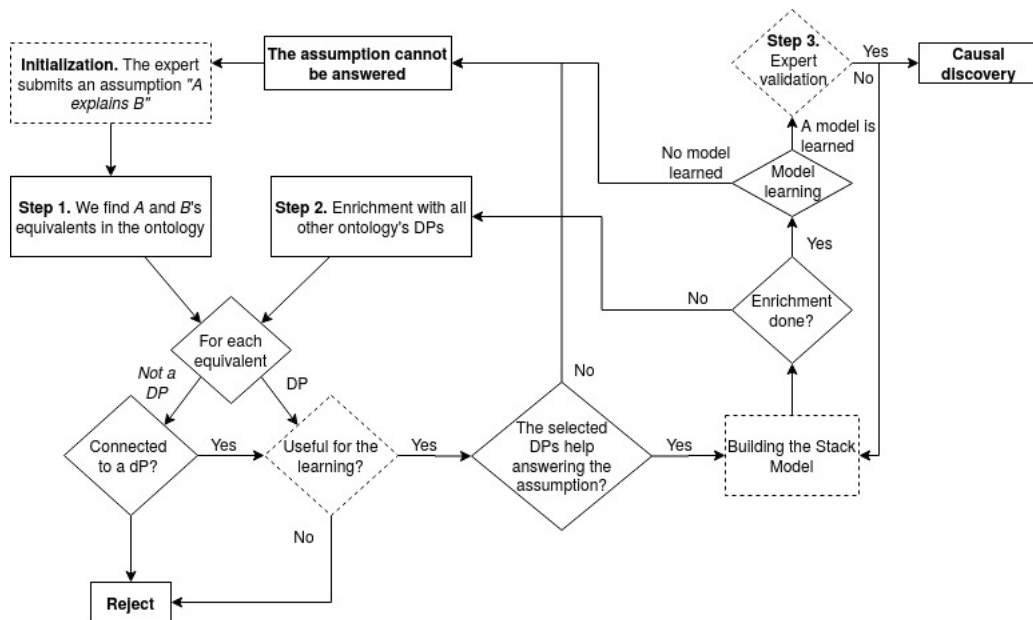 Initialization. The expert
submits an assumption "A
explains B"
The assumption cannot
be answered
Step 3.
Expert
validation
Yes
No
Causal
discovery
A model is
learned
No model
learned
Model
learning
Step 1. We find A and B's
equivalents in the ontology
Step 2. Enrichment with all
other ontology's DPs
Yes
No
Enrichment
done?
For each
equivalent
Not a
DP
DP
No
Connected
to a dP?
Yes
Useful for the
learning?
Yes
The selected
DPs help
answering the
assumption?
Yes
Building the Stack
Model
No
Reject